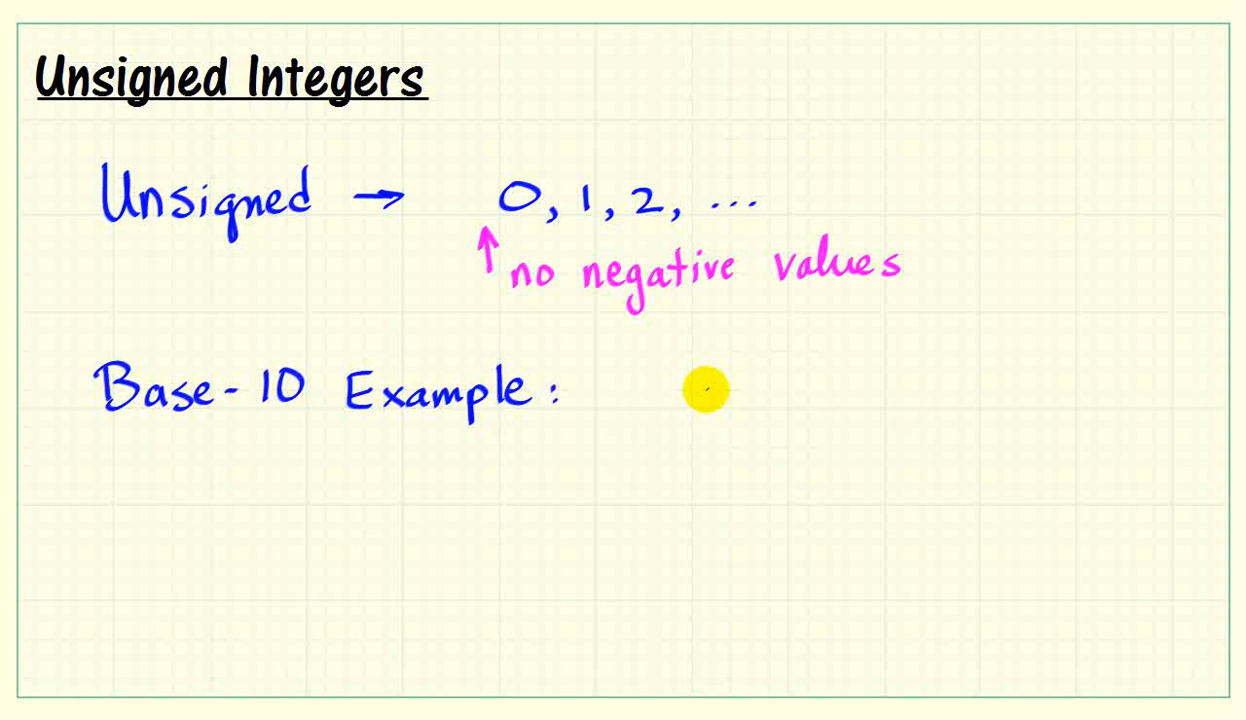 Unsigned Integers
Unsigned → 0, 1, 2, ...
↑ no negative values
Base-10 Example: